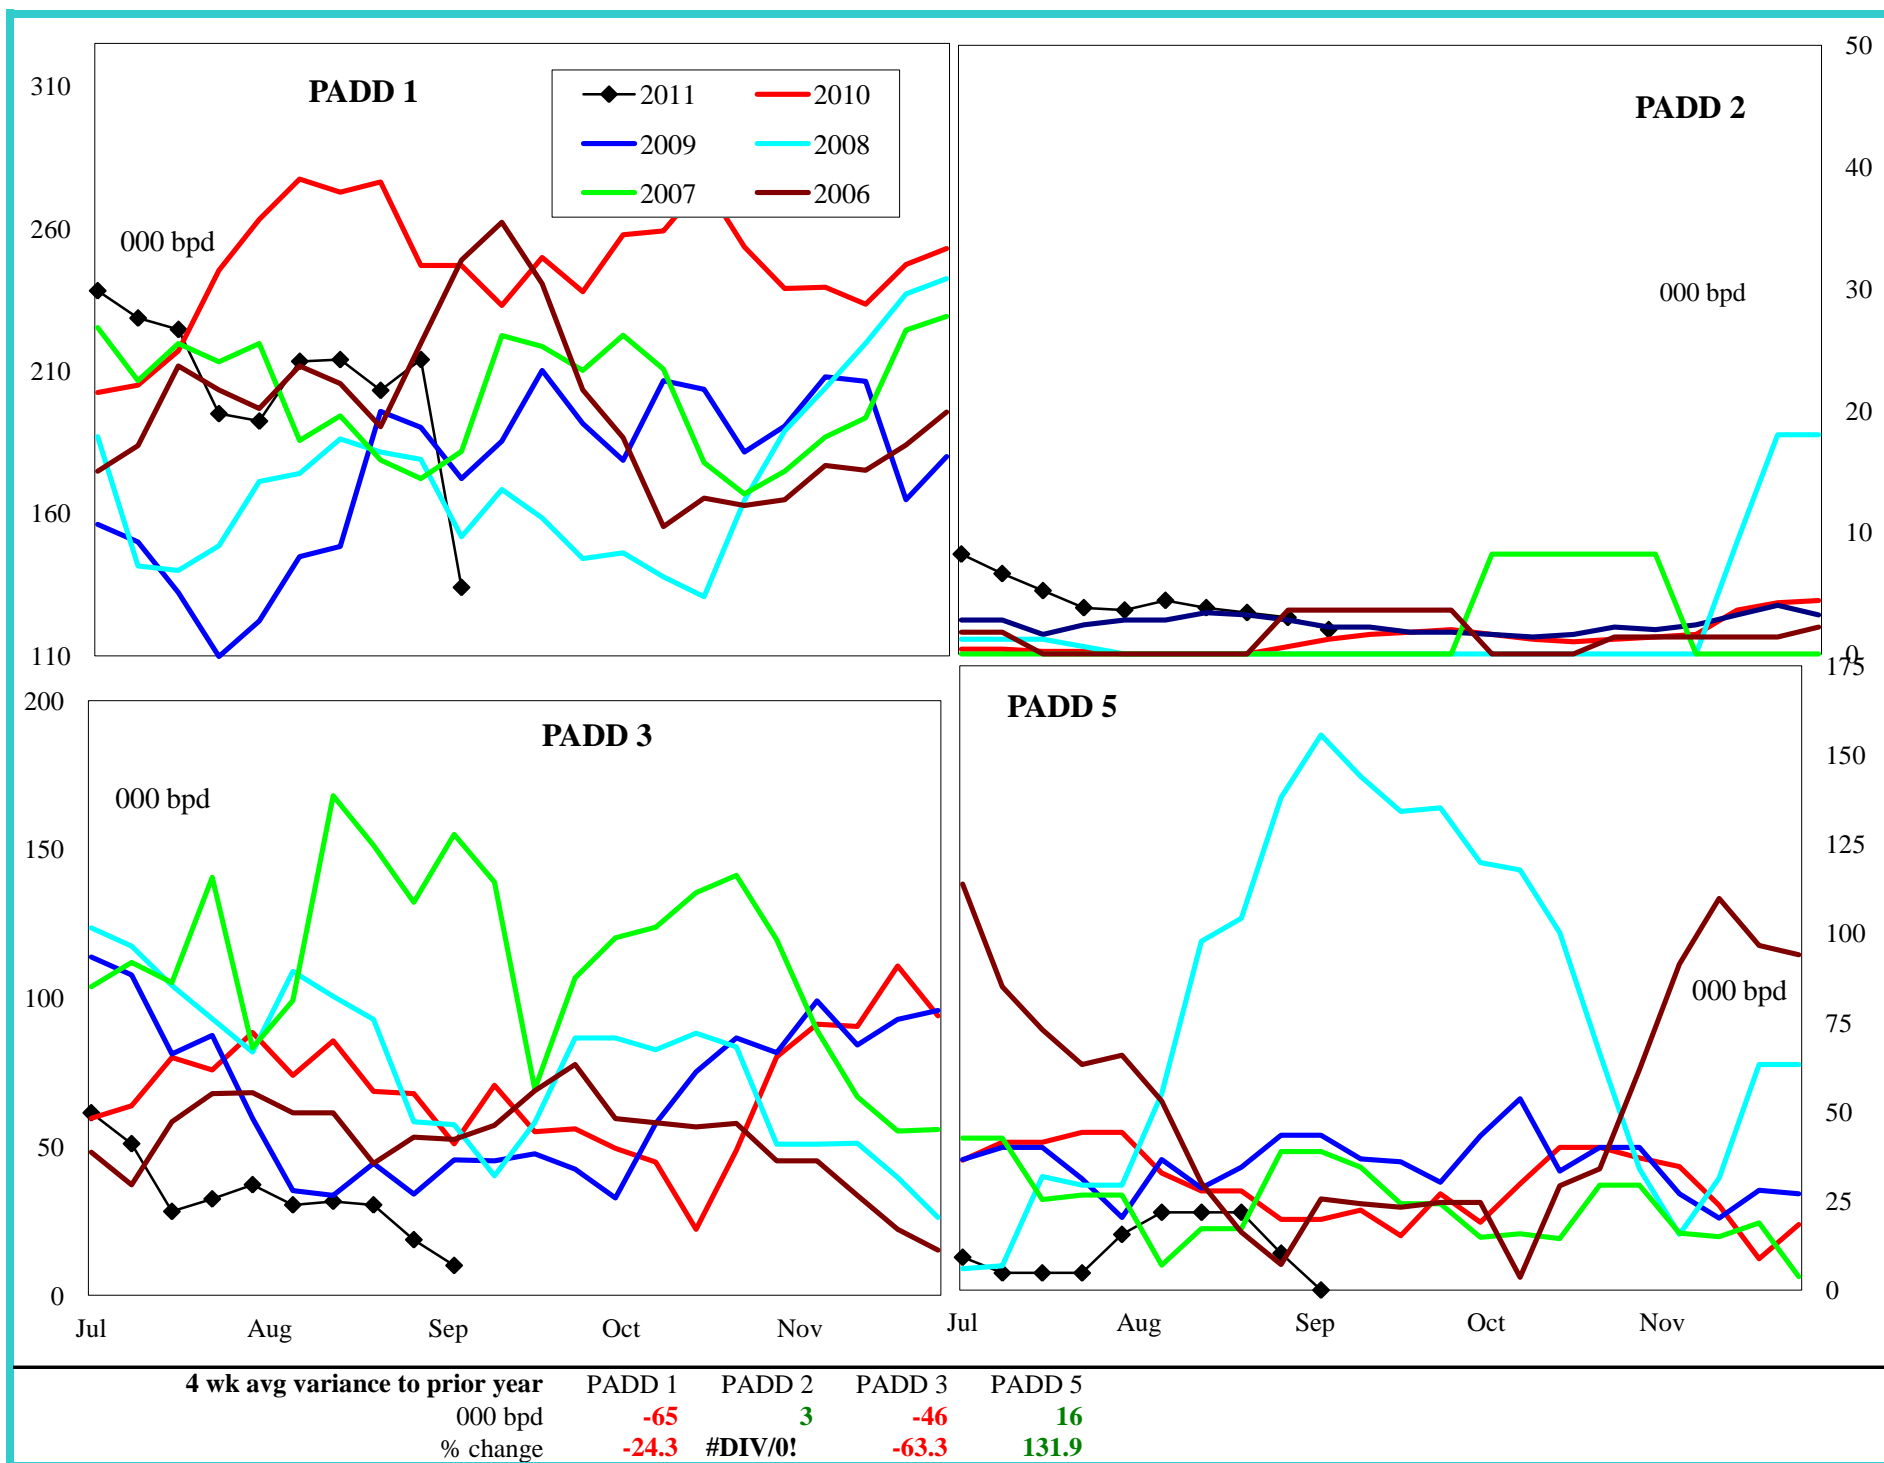 PADD 1
310
260
210
160
110
000 bpd
2011 2010
2009 2008
2007 2006
PADD 2
50
40
30
20
10
0
000 bpd
PADD 3
200
150
100
50
0
000 bpd
Jul Aug Sep Oct Nov
PADD 5
175
150
125
100
75
50
25
0
000 bpd
Jul Aug Sep Oct Nov
4 wk avg variance to prior year PADD 1 PADD 2 PADD 3 PADD 5
000 bpd -65 3 -46 16
% change -24.3 #DIV/0! -63.3 131.9